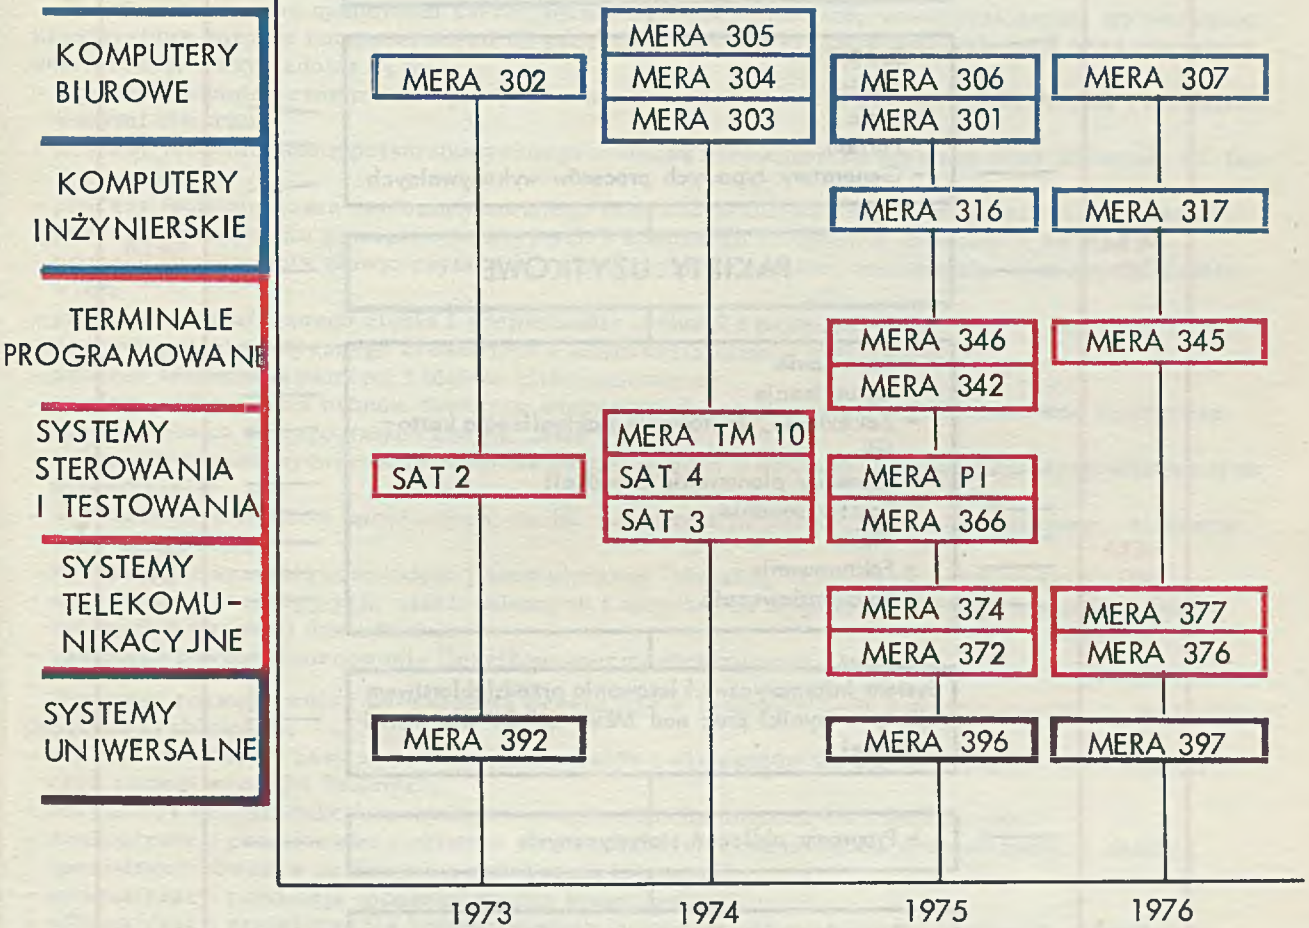 KOMPUTERY
BIUROWE
MERA 302
MERA 305
MERA 304
MERA 303
MERA 306
MERA 301
MERA 307
KOMPUTERY
INŻYNIERSKIE
MERA 316
MERA 317
TERMINALE
PROGRAMOWANE
MERA 346
MERA 342
MERA 345
SYSTEMY
STEROWANIA
I TESTOWANIA
SAT 2
MERA TM 10
SAT 4
SAT 3
MERA PI
MERA 366
SYSTEMY
TELEKOMU-
NIKACYJNE
MERA 374
MERA 372
MERA 377
MERA 376
SYSTEMY
UNIWERSALNE
MERA 392
MERA 396
MERA 397
1973
1974
1975
1976